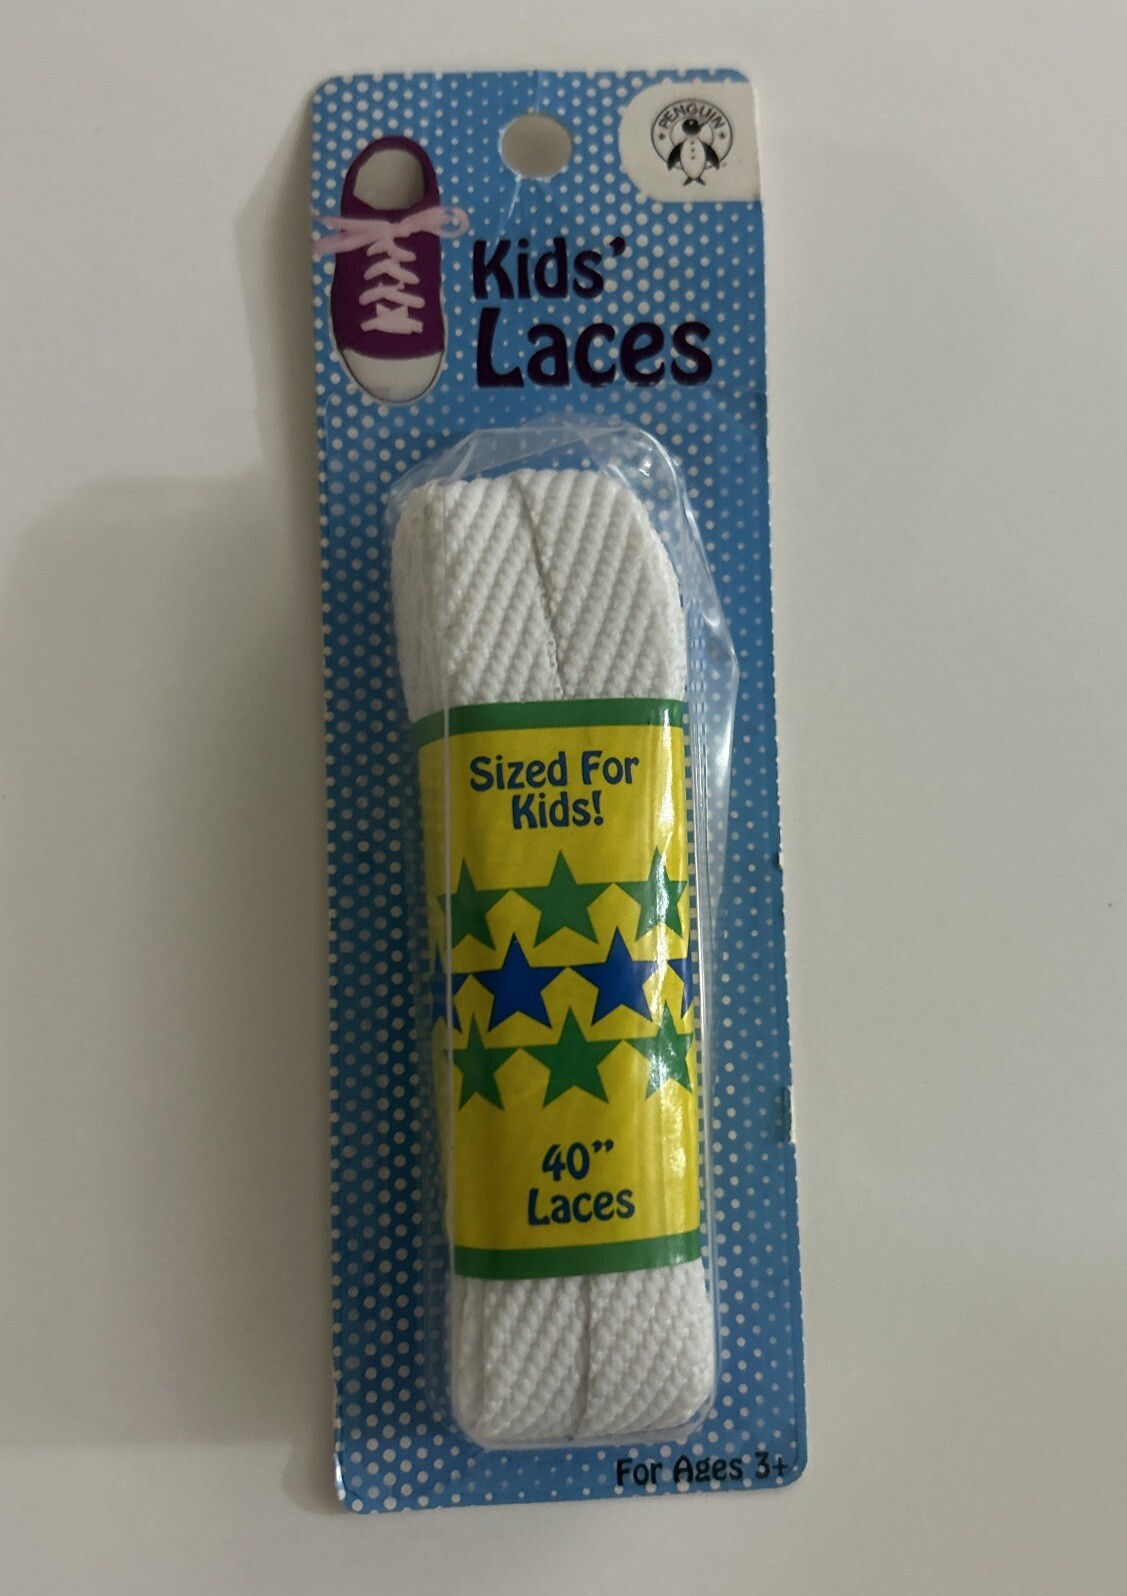 PENGUIN
Kids’
Laces
Sized For
Kids!
40”
Laces
For Ages 3+